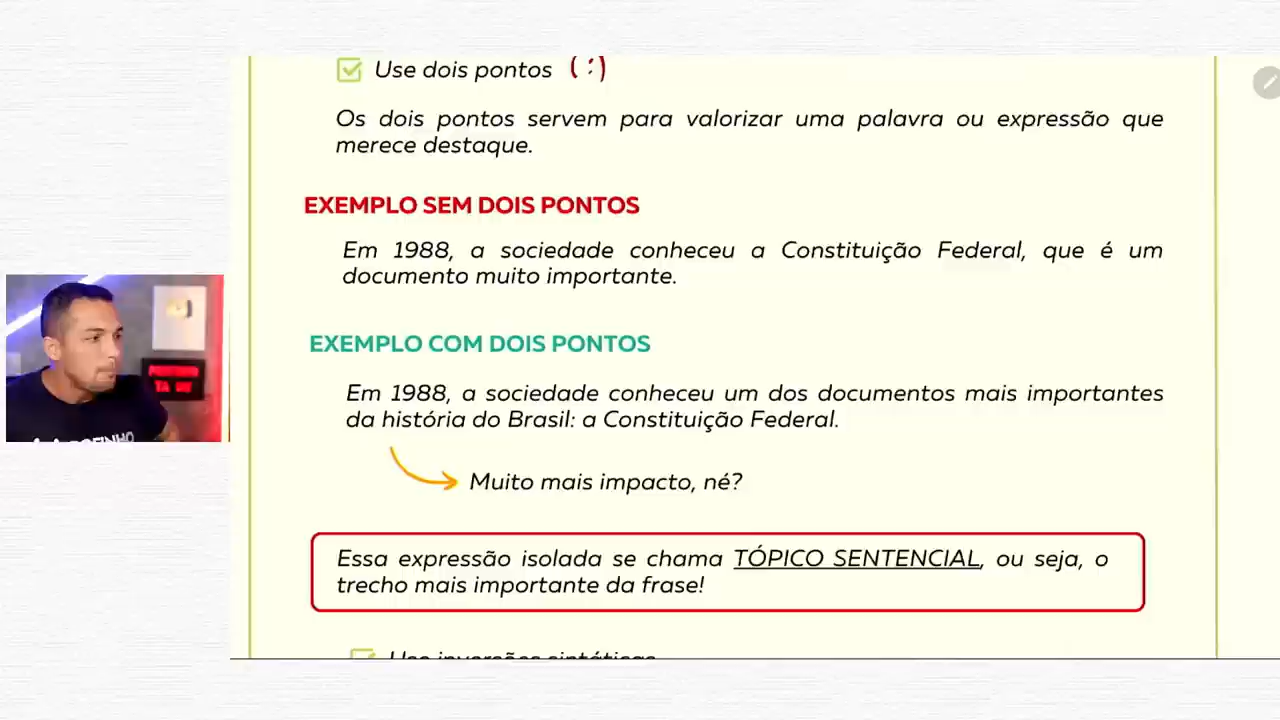 Use dois pontos (:)
Os dois pontos servem para valorizar uma palavra ou expressão que
merece destaque.
EXEMPLO SEM DOIS PONTOS
Em 1988, a sociedade conheceu a Constituição Federal, que é um
documento muito importante.
EXEMPLO COM DOIS PONTOS
Em 1988, a sociedade conheceu um dos documentos mais importantes
da história do Brasil: a Constituição Federal.
Muito mais impacto, né?
Essa expressão isolada se chama TÓPICO SENTENCIAL, ou seja, o
trecho mais importante da frase!
Use inversões sintáticas